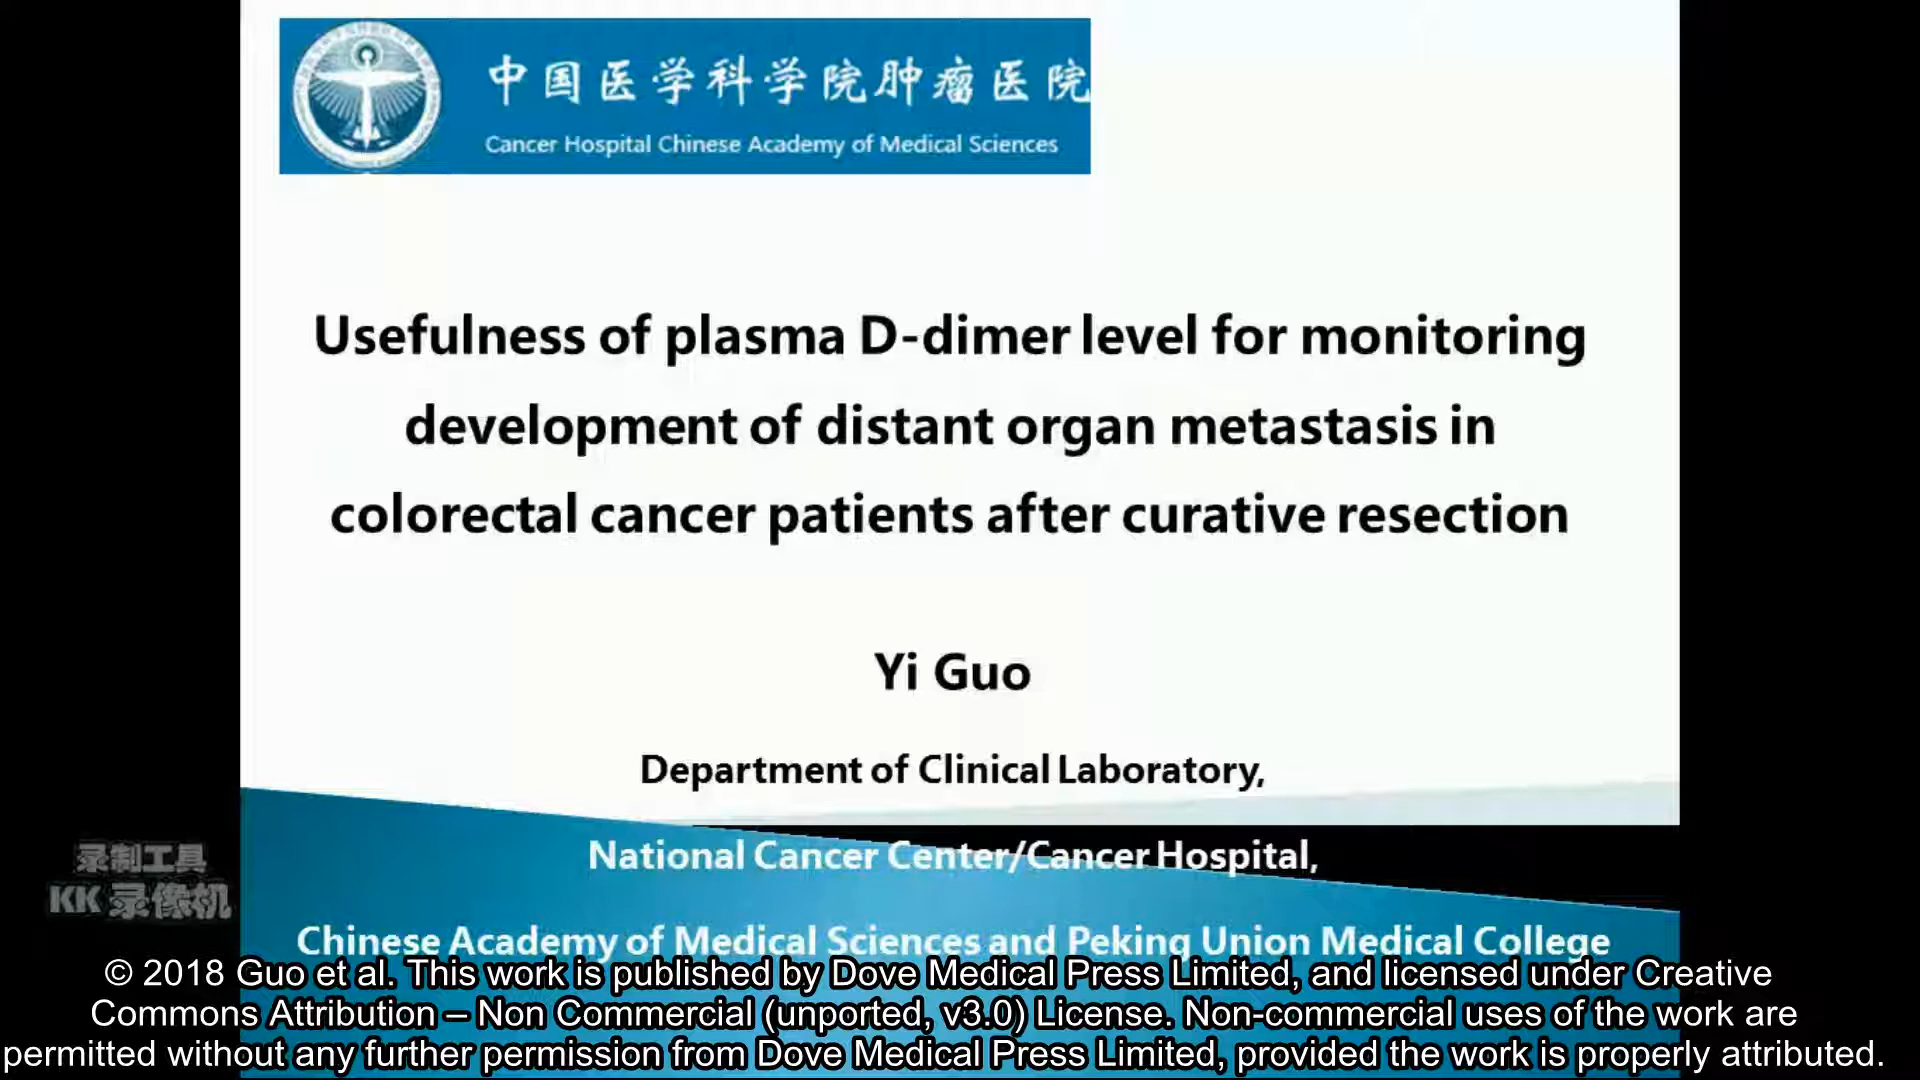 中国医学科学院肿瘤医院
Cancer Hospital Chinese Academy of Medical Sciences
Usefulness of plasma D-dimer level for monitoring
development of distant organ metastasis in
colorectal cancer patients after curative resection
Yi Guo
Department of Clinical Laboratory,
National Cancer Center/Cancer Hospital,
Chinese Academy of Medical Sciences and Peking Union Medical College
录制工具
KK 录像机
© 2018 Guo et al. This work is published by Dove Medical Press Limited, and licensed under Creative
Commons Attribution – Non Commercial (unported, v3.0) License. Non-commercial uses of the work are
permitted without any further permission from Dove Medical Press Limited, provided the work is properly attributed.